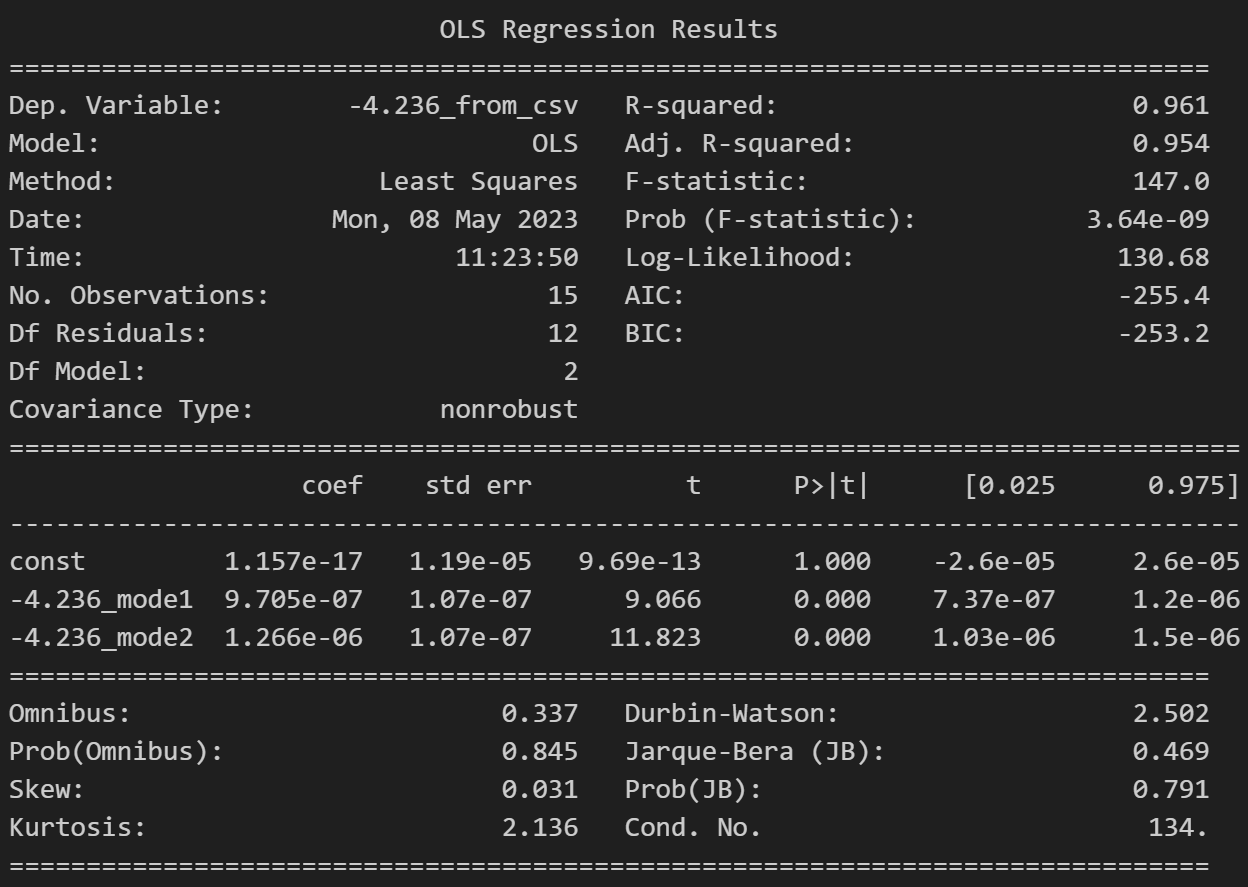 OLS Regression Results
==============================================================================
Dep. Variable: -4.236_from_csv R-squared: 0.961
Model: OLS Adj. R-squared: 0.954
Method: Least Squares F-statistic: 147.0
Date: Mon, 08 May 2023 Prob (F-statistic): 3.64e-09
Time: 11:23:50 Log-Likelihood: 130.68
No. Observations: 15 AIC: -255.4
Df Residuals: 12 BIC: -253.2
Df Model: 2
Covariance Type: nonrobust
================================================================================
coef std err t P>|t| [0.025 0.975]
--------------------------------------------------------------------------------
const 1.157e-17 1.19e-05 9.69e-13 1.000 -2.6e-05 2.6e-05
-4.236_mode1 9.705e-07 1.07e-07 9.066 0.000 7.37e-07 1.2e-06
-4.236_mode2 1.266e-06 1.07e-07 11.823 0.000 1.03e-06 1.5e-06
==============================================================================
Omnibus: 0.337 Durbin-Watson: 2.502
Prob(Omnibus): 0.845 Jarque-Bera (JB): 0.469
Skew: 0.031 Prob(JB): 0.791
Kurtosis: 2.136 Cond. No. 134.
==============================================================================